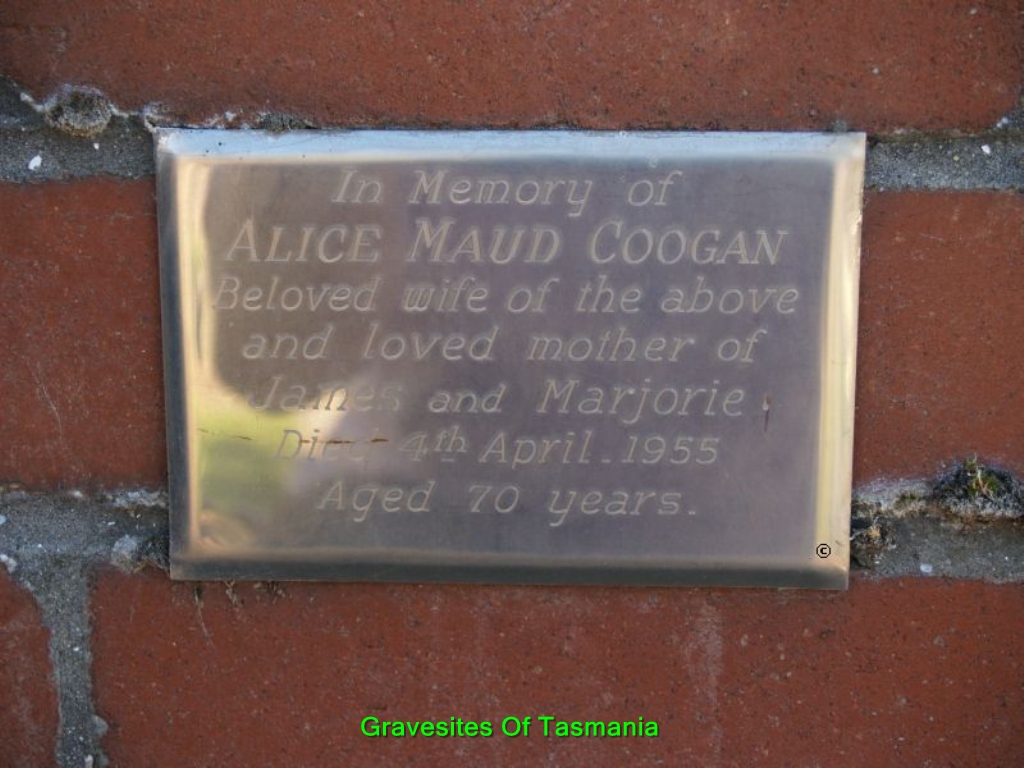 In Memory of
ALICE MAUD COOGAN
Beloved wife of the above
and loved mother of
James and Marjorie
Died 4th April. 1955
Aged 70 years.
©
Gravesites Of Tasmania